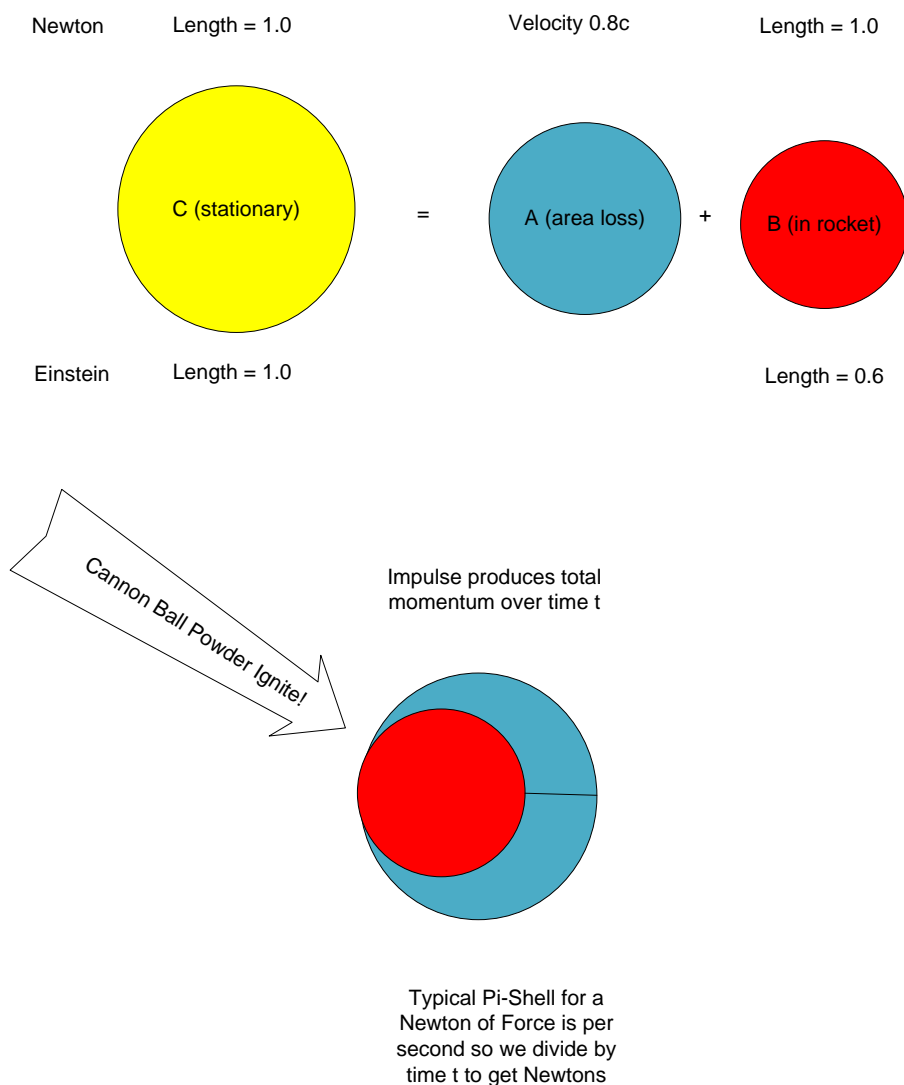 Newton Length = 1.0 Velocity 0.8c Length = 1.0
C (stationary) = A (area loss) + B (in rocket)
Einstein Length = 1.0 Length = 0.6
Cannon Ball Powder Ignite!
Impulse produces total
momentum over time t
Typical Pi-Shell for a
Newton of Force is per
second so we divide by
time t to get Newtons